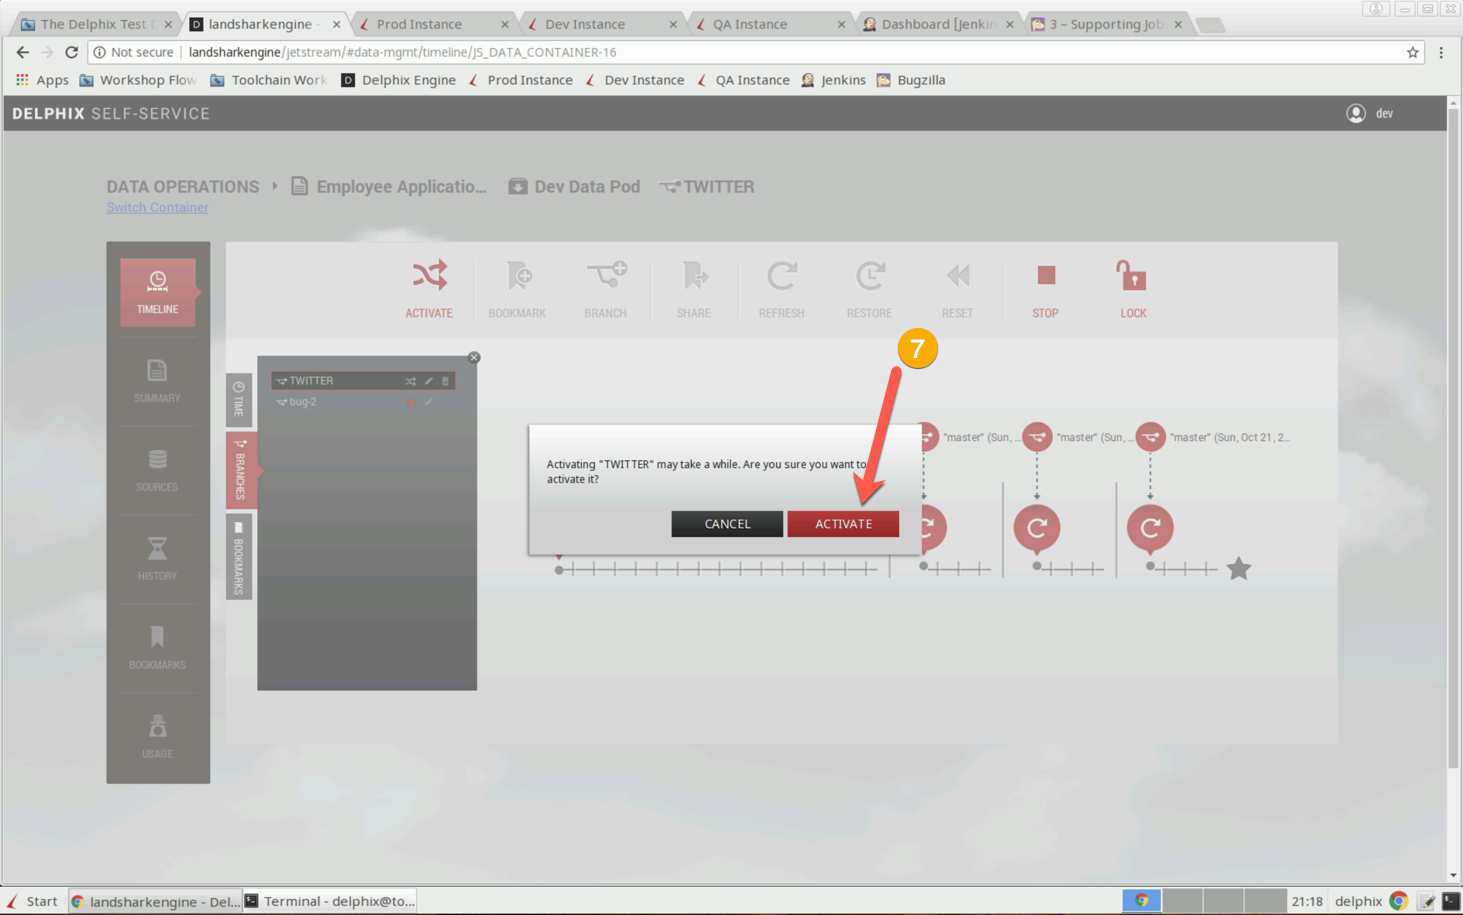 The Delphix Test
landsharkengine -
Prod Instance
Dev Instance
QA Instance
Dashboard [Jenkin
3 – Supporting Job
Not secure | landsharkengine/jetstream/#data-mgmt/timeline/JS_DATA_CONTAINER-16
Apps
Workshop Flow
Toolchain Work
D Delphix Engine
Prod Instance
Dev Instance
QA Instance
Jenkins
Bugzilla
DELPHIX SELF-SERVICE
dev
DATA OPERATIONS
Employee Applicatio...
Dev Data Pod
TWITTER
Switch Container
TIMELINE
SUMMARY
SOURCES
HISTORY
BOOKMARKS
USAGE
ACTIVATE
BOOKMARK
BRANCH
SHARE
REFRESH
RESTORE
RESET
STOP
LOCK
7
TIME
BRANCHES
BOOKMARKS
TWITTER
bug-2
"master" (Sun, ...
"master" (Sun, ...
"master" (Sun, Oct 21, 2...
Activating "TWITTER" may take a while. Are you sure you want to
activate it?
CANCEL
ACTIVATE
Start
landsharkengine - Del...
Terminal - delphix@to...
21:18
delphix